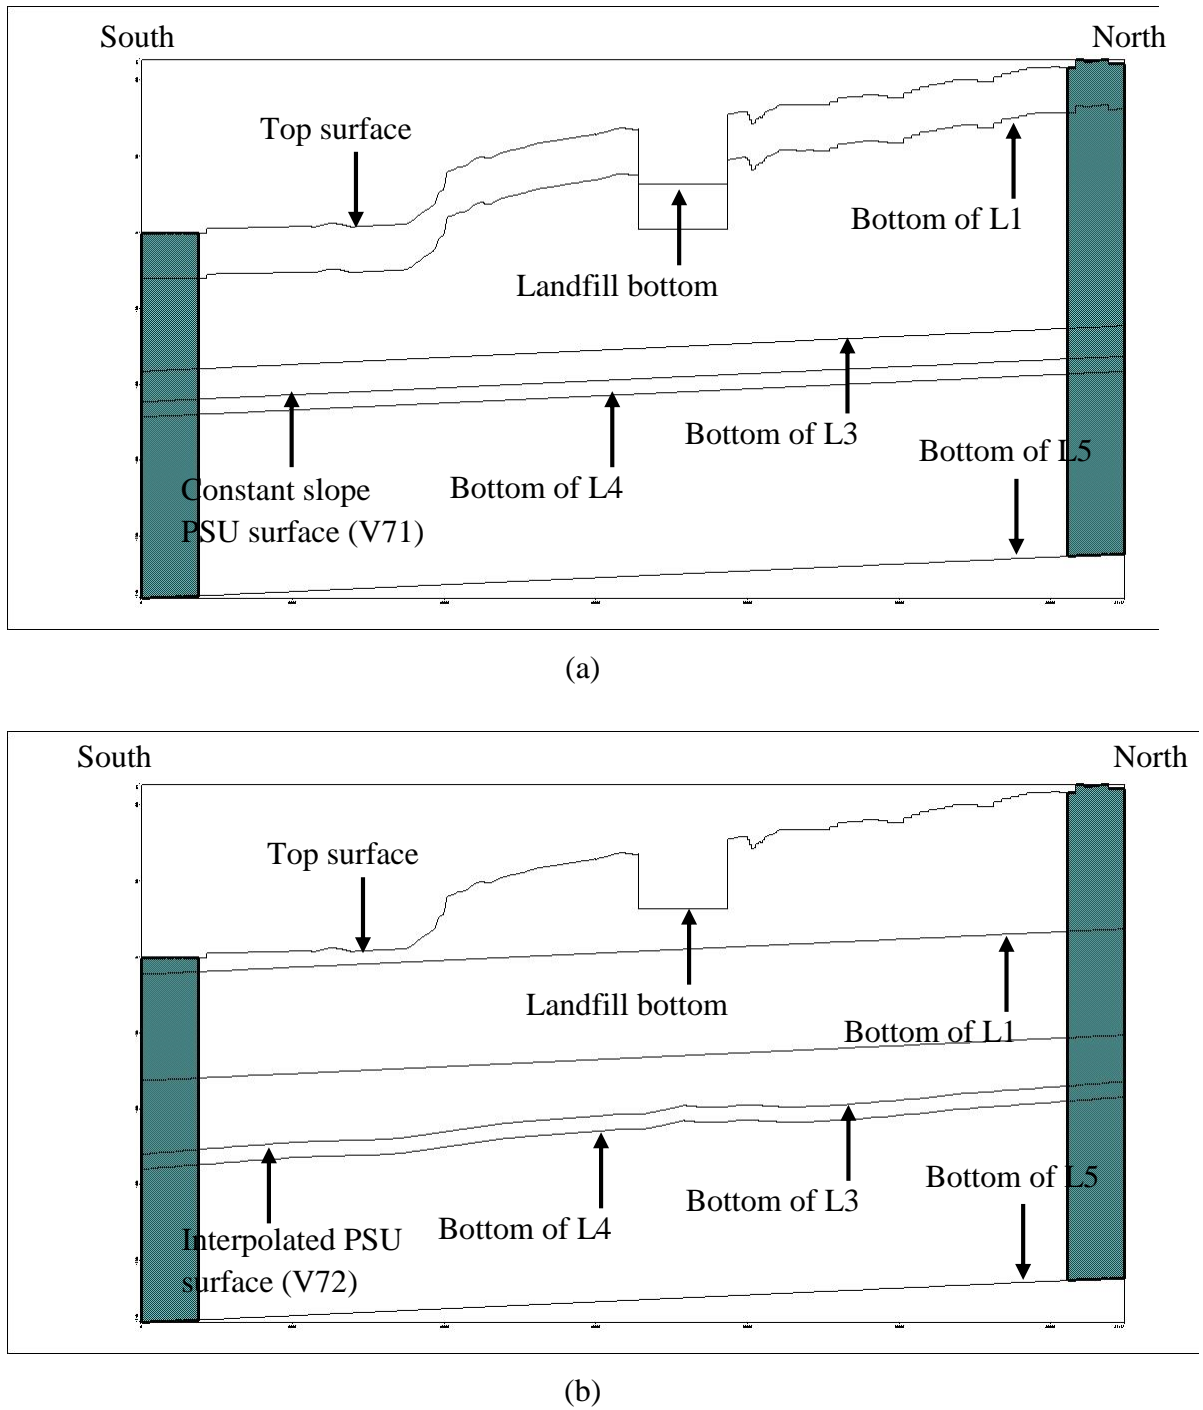 South
North
Top surface
Bottom of L1
Landfill bottom
Bottom of L3
Bottom of L5
Constant slope
PSU surface (V71)
Bottom of L4
(a)
South
North
Top surface
Landfill bottom
Bottom of L1
Bottom of L5
Bottom of L3
Bottom of L4
Interpolated PSU
surface (V72)
(b)